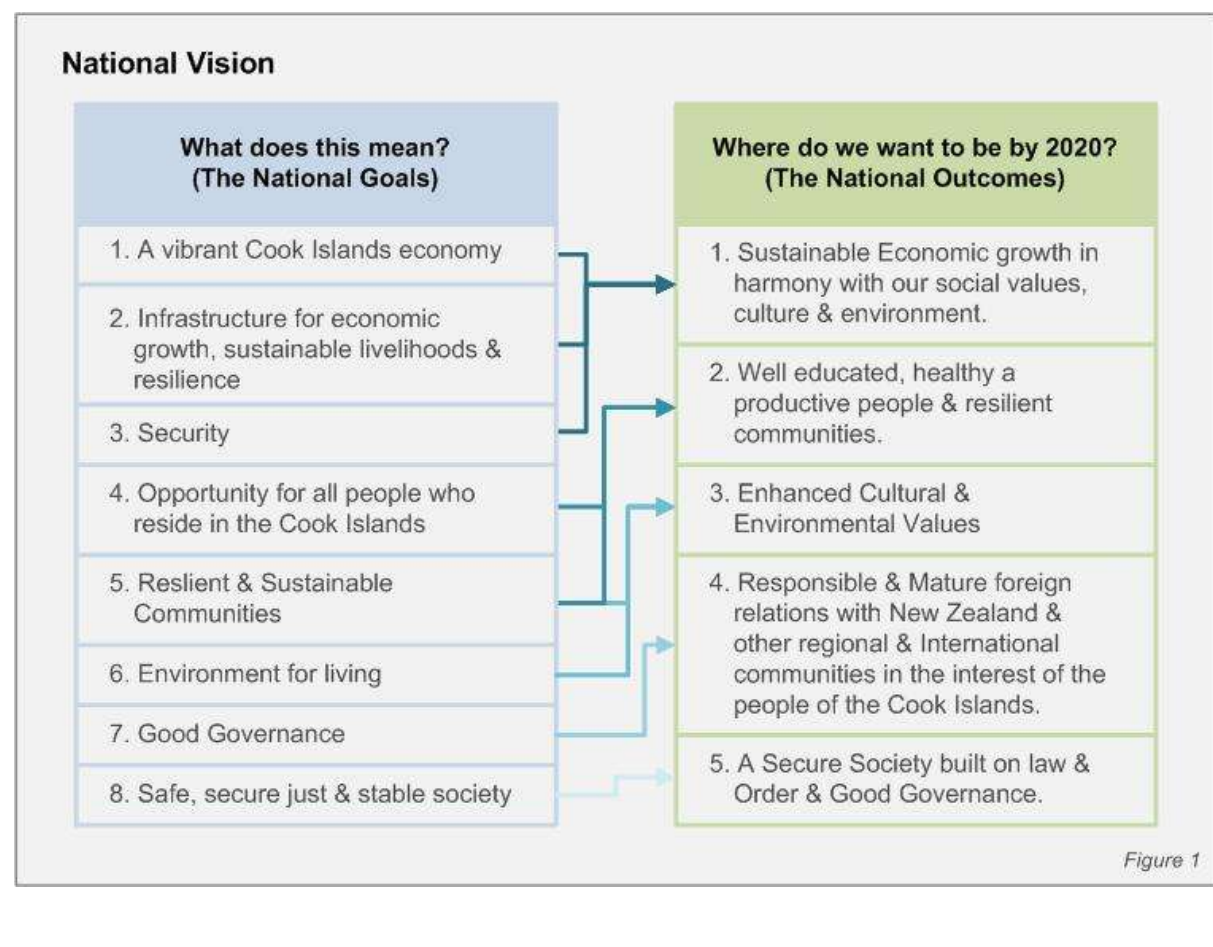 National Vision
What does this mean?
(The National Goals)
1. A vibrant Cook Islands economy
2. Infrastructure for economic
growth, sustainable livelihoods &
resilience
3. Security
4. Opportunity for all people who
reside in the Cook Islands
5. Reslient & Sustainable
Communities
6. Environment for living
7. Good Governance
8. Safe, secure just & stable society
Where do we want to be by 2020?
(The National Outcomes)
1. Sustainable Economic growth in
harmony with our social values,
culture & environment.
2. Well educated, healthy a
productive people & resilient
communities.
3. Enhanced Cultural &
Environmental Values
4. Responsible & Mature foreign
relations with New Zealand &
other regional & International
communities in the interest of the
people of the Cook Islands.
5. A Secure Society built on law &
Order & Good Governance.
Figure 1